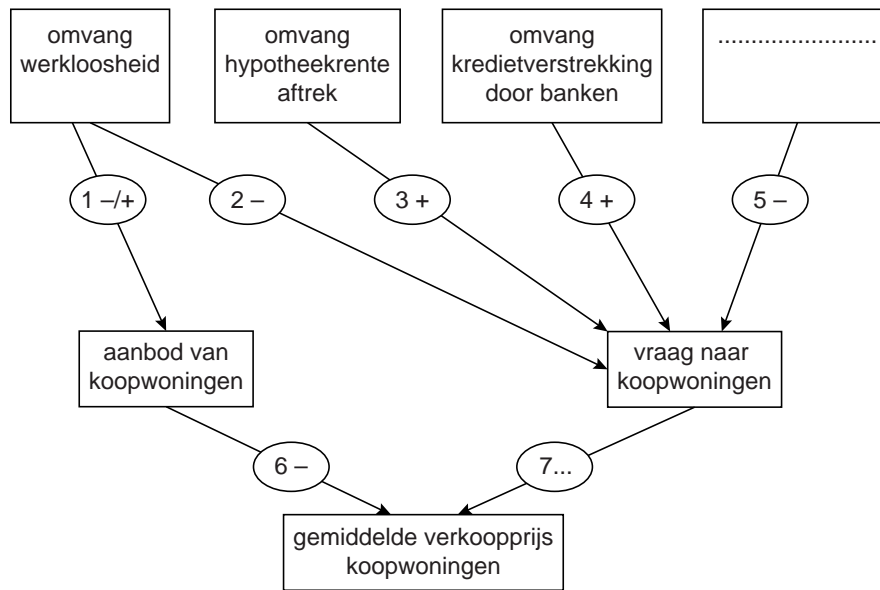 omvang
werkloosheid
omvang
hypotheekrente
aftrek
omvang
kredietverstrekking
door banken
........................
1 –/+
2 –
3 +
4 +
5 –
aanbod van
koopwoningen
vraag naar
koopwoningen
6 –
7...
gemiddelde verkoopprijs
koopwoningen